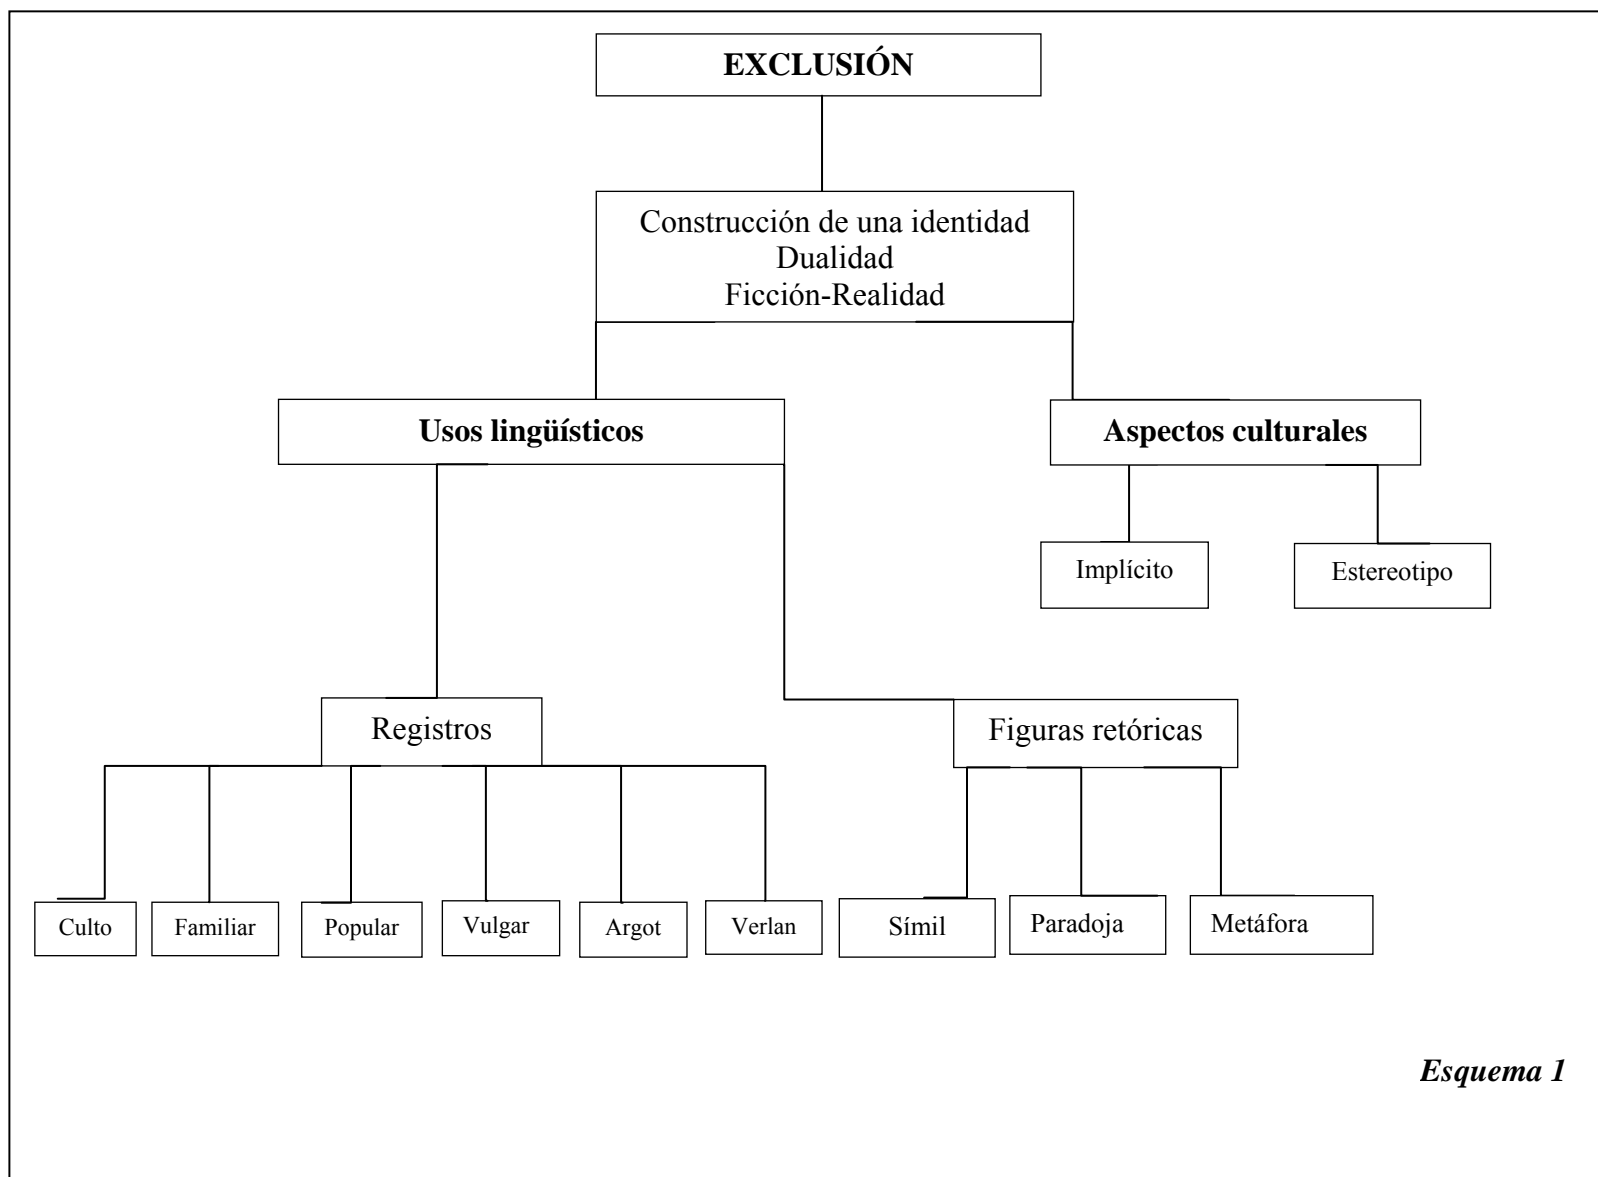 EXCLUSIÓN
Construcción de una identidad
Dualidad
Ficción-Realidad
Usos lingüísticos
Aspectos culturales
Implícito
Estereotipo
Registros
Figuras retóricas
Culto
Familiar
Popular
Vulgar
Argot
Verlan
Símil
Paradoja
Metáfora
Esquema 1